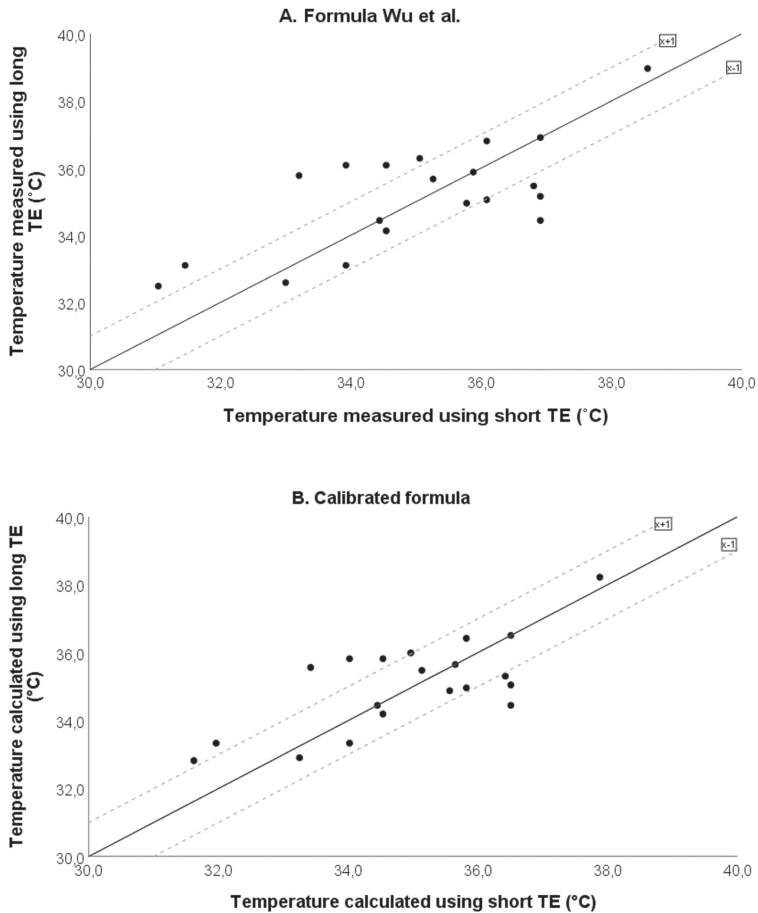 A. Formula Wu et al.
Temperature measured using long
TE (˚C)
40,0
38,0
36,0
34,0
32,0
30,0
x+1
x-1
30,0 32,0 34,0 36,0 38,0 40,0
Temperature measured using short TE (˚C)
B. Calibrated formula
Temperature calculated using long TE
(°C)
40,0
38,0
36,0
34,0
32,0
30,0
x+1
x-1
30,0 32,0 34,0 36,0 38,0 40,0
Temperature calculated using short TE (°C)